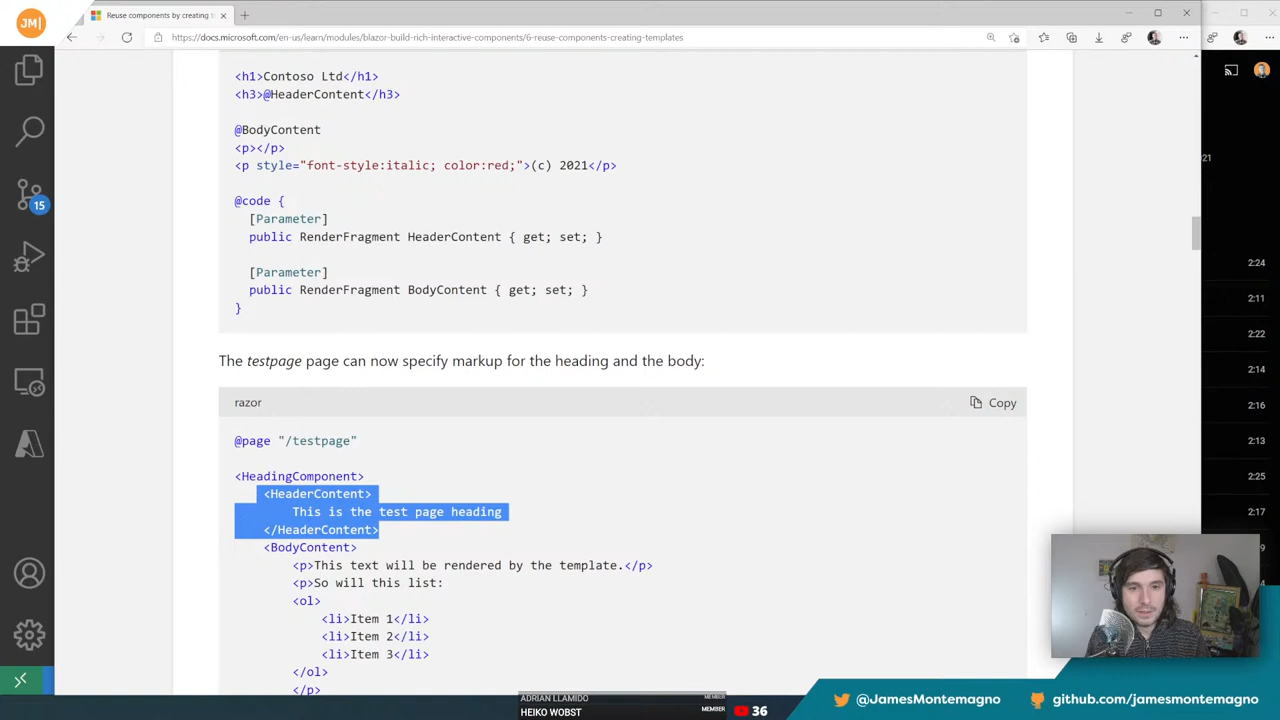 JM|
Reuse components by creating t
https://docs.microsoft.com/en-us/learn/modules/blazor-build-rich-interactive-components/6-reuse-components-creating-templates
<h1>Contoso Ltd</h1>
<h3>@HeaderContent</h3>
@BodyContent
<p></p>
<p style="font-style:italic; color:red;">(c) 2021</p>
@code {
[Parameter]
public RenderFragment HeaderContent { get; set; }
[Parameter]
public RenderFragment BodyContent { get; set; }
}
The testpage page can now specify markup for the heading and the body:
razor
Copy
@page "/testpage"
<HeadingComponent>
<HeaderContent>
This is the test page heading
</HeaderContent>
<BodyContent>
<p>This text will be rendered by the template.</p>
<p>So will this list:
<ol>
<li>Item 1</li>
<li>Item 2</li>
<li>Item 3</li>
</ol>
</p>
15
21
2:24
2:11
2:22
2:14
2:16
2:13
2:25
2:17
ADRIAN LLAMIDO MEMBER
HEIKO WOBST MEMBER
36
@JamesMontemagno
github.com/jamesmontemagno